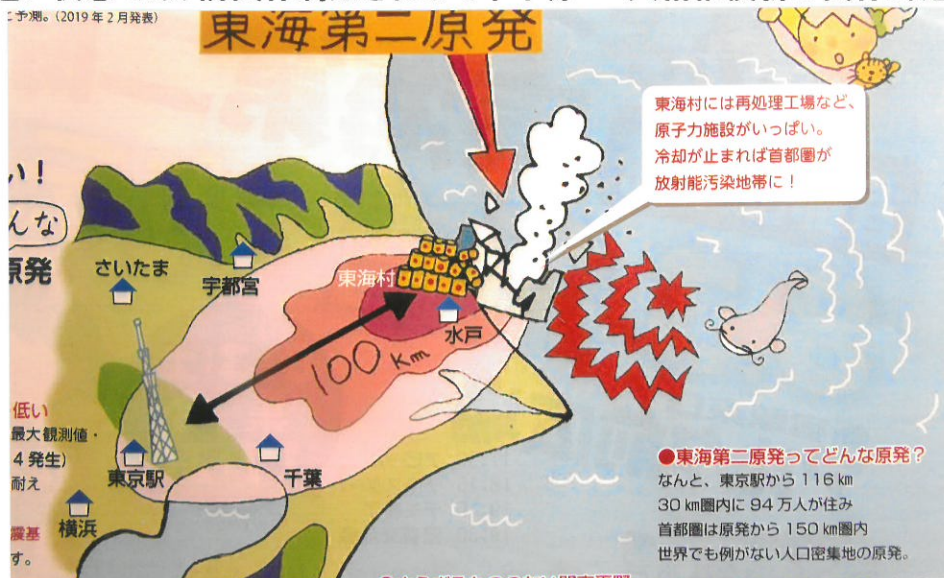 と予測。（2019年2月発表）
東海第二原発
東海村には再処理工場など、
原子力施設がいっぱい。
冷却が止まれば首都圏が
放射能汚染地帯に！
い！
んな
原発
さいたま
宇都宮
東海村
水戸
100 Km
低い
最大観測値・
4発生）
耐え
震基
す。
東京駅
千葉
横浜
●東海第二原発ってどんな原発？
なんと、東京駅から116km
30km圏内に94万人が住み
首都圏は原発から150km圏内
世界でも例がない人口密集地の原発。